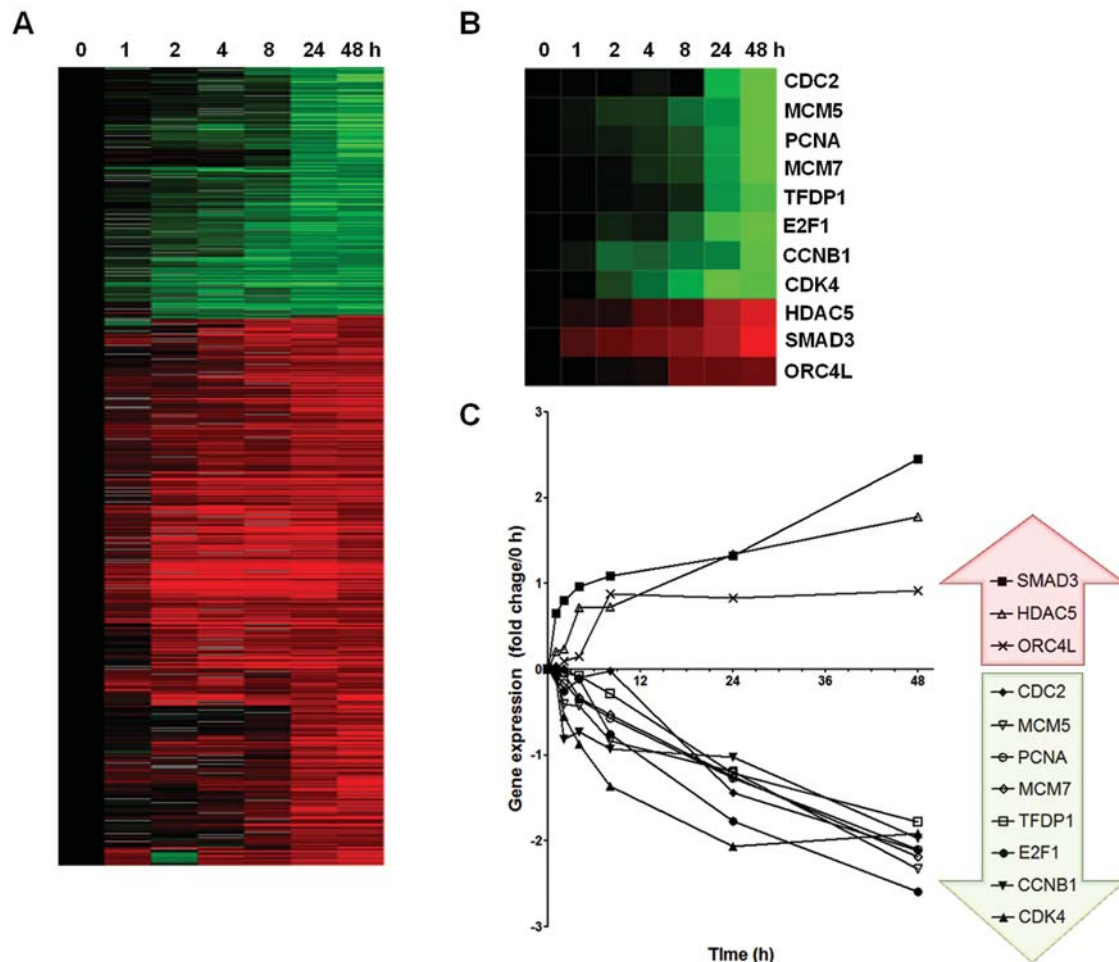 A
0 1 2 4 8 24 48 h
B
0 1 2 4 8 24 48 h
CDC2
MCM5
PCNA
MCM7
TFDP1
E2F1
CCNB1
CDK4
HDAC5
SMAD3
ORC4L
C
Gene expression (fold chage/0 h)
3
2
1
0
-1
-2
-3
12 24 36 48
Time (h)
SMAD3
HDAC5
ORC4L
CDC2
MCM5
PCNA
MCM7
TFDP1
E2F1
CCNB1
CDK4